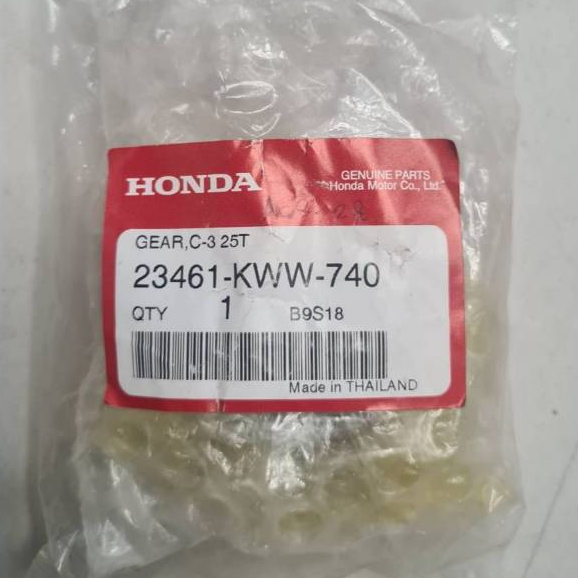 HONDA
GENUINE PARTS
Honda Motor Co., Ltd.
GEAR,C-3 25T
23461-KWW-740
QTY 1 B9S18
Made in THAILAND